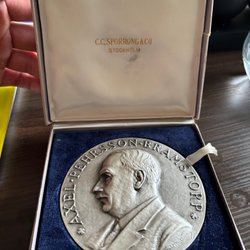 C.C. SPORRONG & CO
STOCKHOLM
AXEL · PEHRSSON · BRAMSTORP